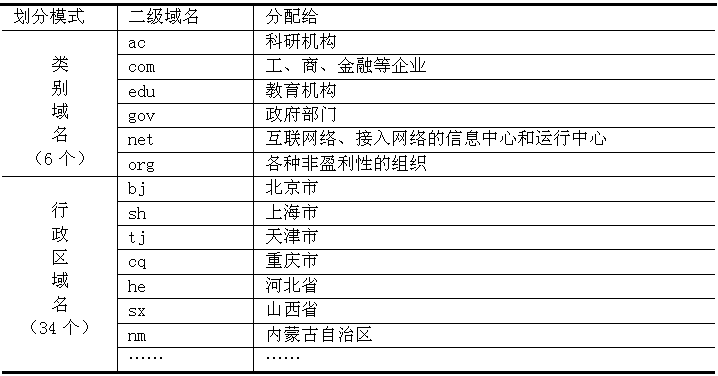 划分模式 二级域名 分配给
类别域名（6个） ac 科研机构
com 工、商、金融等企业
edu 教育机构
gov 政府部门
net 互联网络、接入网络的信息中心和运行中心
org 各种非盈利性的组织
行政区域名（34个） bj 北京市
sh 上海市
tj 天津市
cq 重庆市
he 河北省
sx 山西省
nm 内蒙古自治区
…… ……